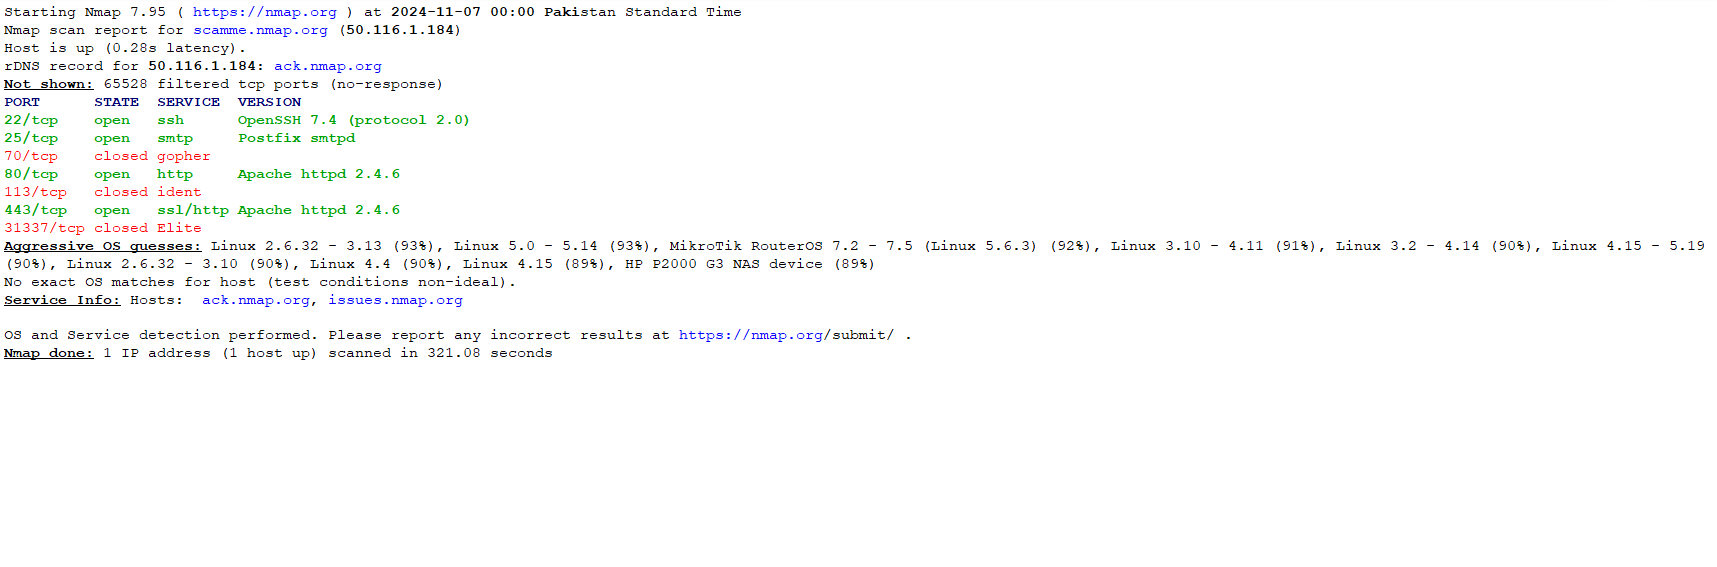 Starting Nmap 7.95 ( https://nmap.org ) at 2024-11-07 00:00 Pakistan Standard Time
Nmap scan report for scamme.nmap.org (50.116.1.184)
Host is up (0.28s latency).
rDNS record for 50.116.1.184: ack.nmap.org
Not shown: 65528 filtered tcp ports (no-response)
PORT      STATE  SERVICE  VERSION
22/tcp    open   ssh      OpenSSH 7.4 (protocol 2.0)
25/tcp    open   smtp     Postfix smtpd
70/tcp    closed gopher
80/tcp    open   http     Apache httpd 2.4.6
113/tcp   closed ident
443/tcp   open   ssl/http Apache httpd 2.4.6
31337/tcp closed Elite
Aggressive OS guesses: Linux 2.6.32 - 3.13 (93%), Linux 5.0 - 5.14 (93%), MikroTik RouterOS 7.2 - 7.5 (Linux 5.6.3) (92%), Linux 3.10 - 4.11 (91%), Linux 3.2 - 4.14 (90%), Linux 4.15 - 5.19
(90%), Linux 2.6.32 - 3.10 (90%), Linux 4.4 (90%), Linux 4.15 (89%), HP P2000 G3 NAS device (89%)
No exact OS matches for host (test conditions non-ideal).
Service Info: Hosts:  ack.nmap.org, issues.nmap.org
OS and Service detection performed. Please report any incorrect results at https://nmap.org/submit/ .
Nmap done: 1 IP address (1 host up) scanned in 321.08 seconds